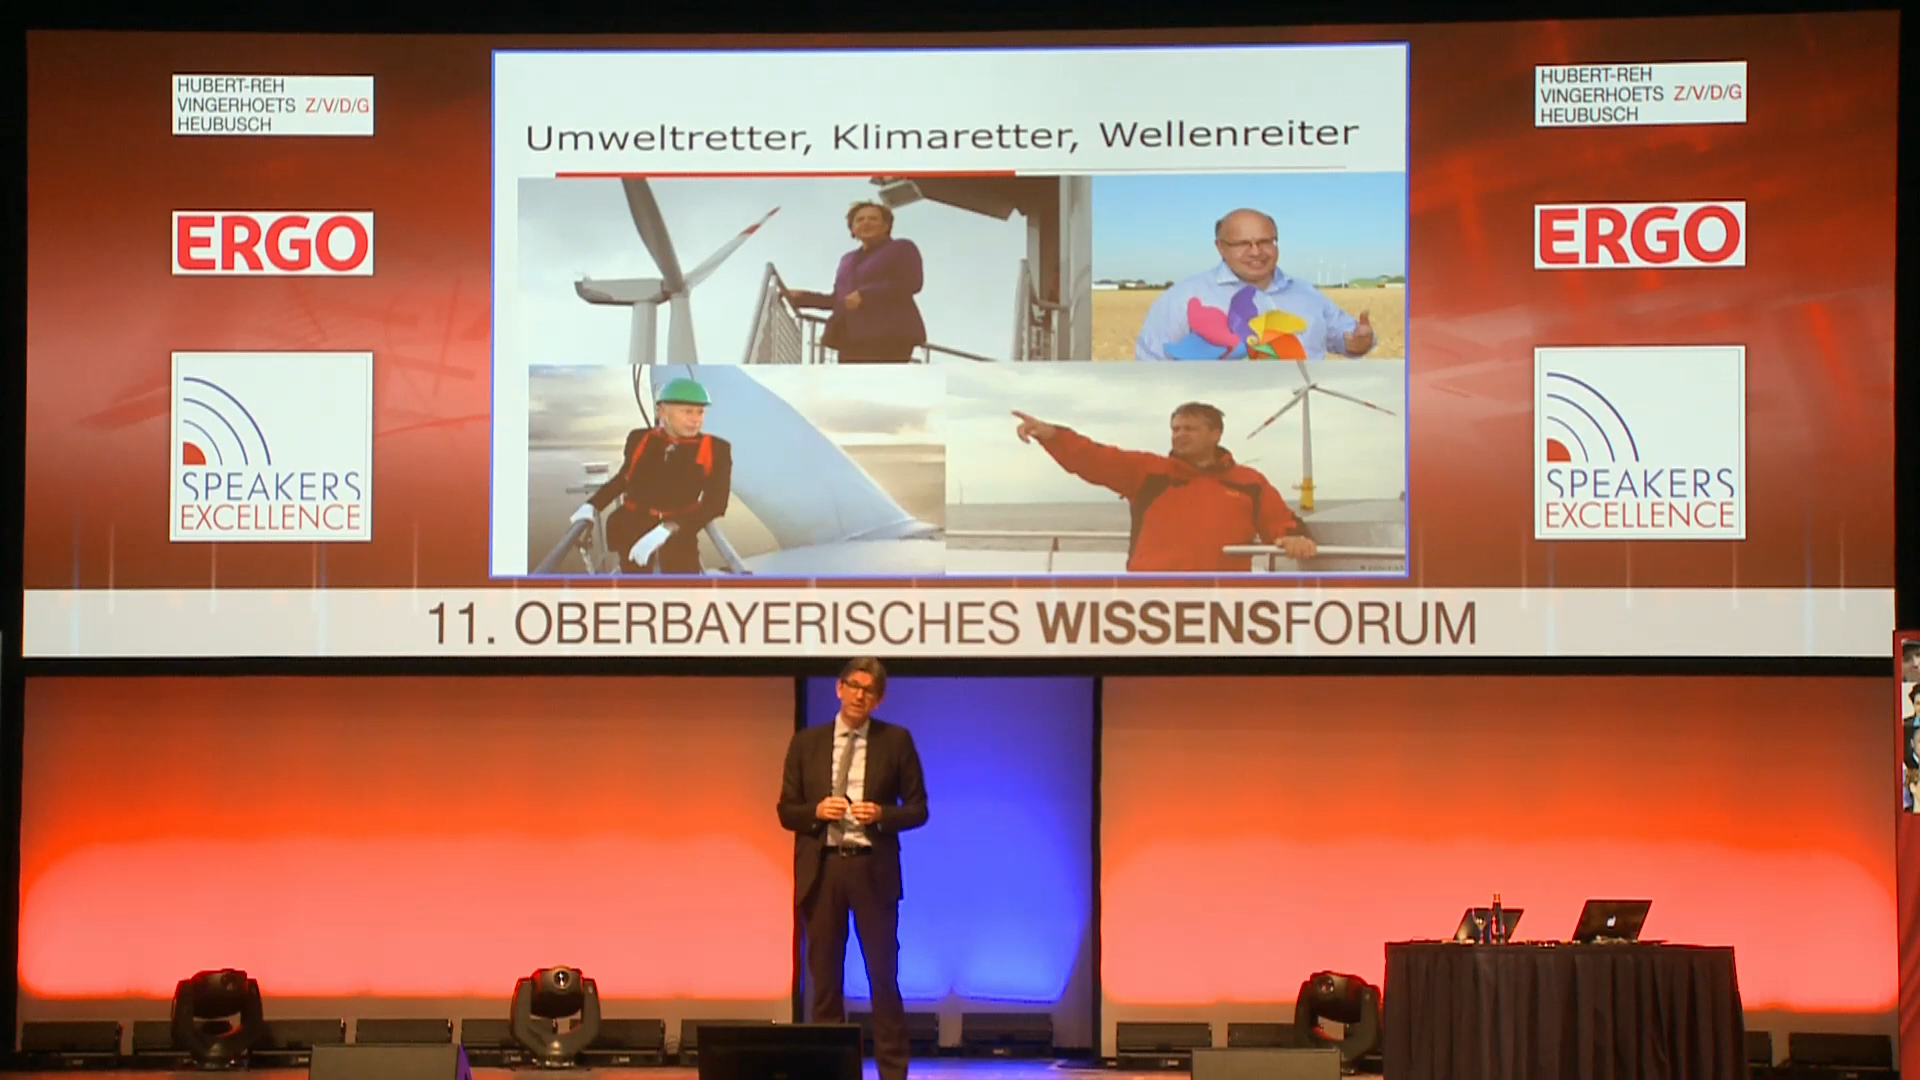 HUBERT-REH
VINGERHOETS Z/V/D/G
HEUBUSCH
ERGO
SPEAKERS
EXCELLENCE
Umweltretter, Klimaretter, Wellenreiter
HUBERT-REH
VINGERHOETS Z/V/D/G
HEUBUSCH
ERGO
SPEAKERS
EXCELLENCE
11. OBERBAYERISCHES WISSENSFORUM